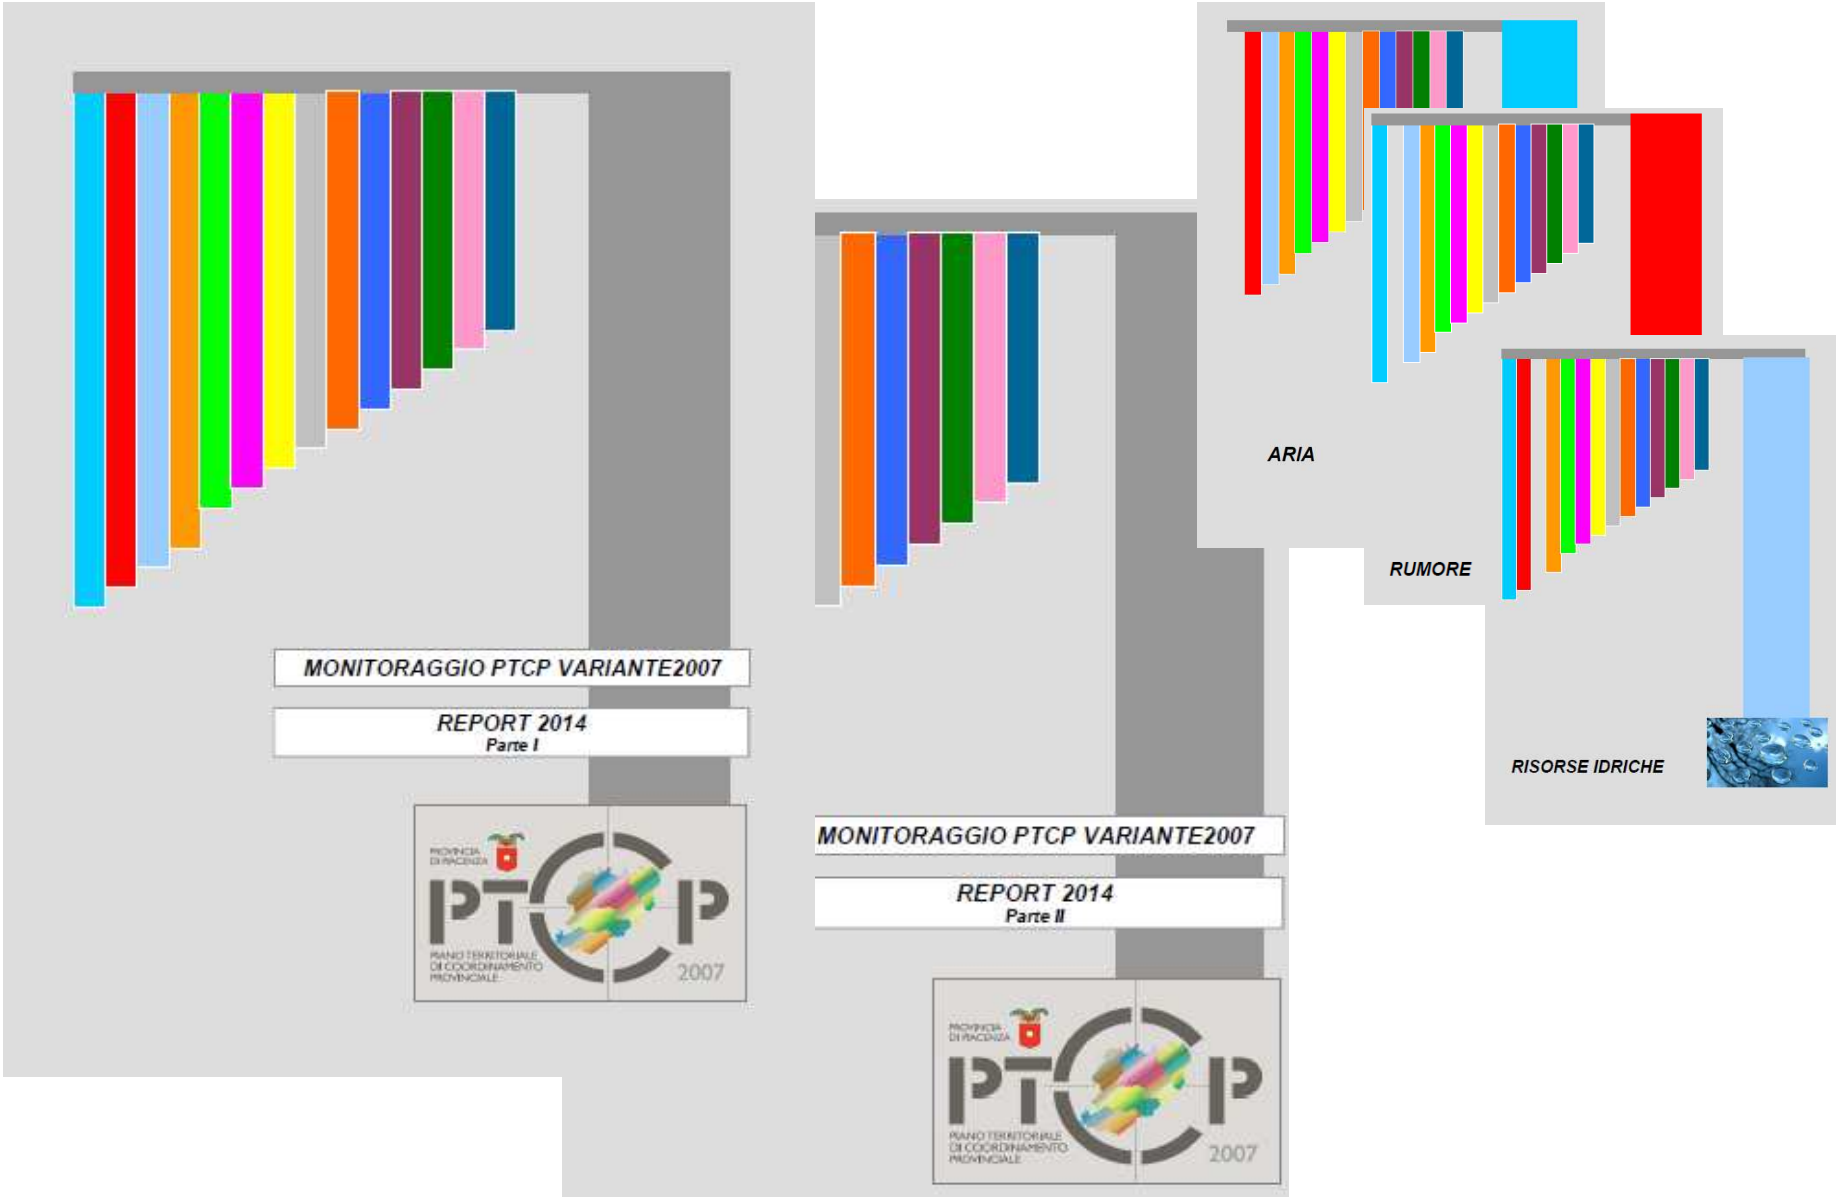 MONITORAGGIO PTCP VARIANTE2007
REPORT 2014
Parte I
PROVINCIA
DI PIACENZA
PTCP
PIANO TERRITORIALE
DI COORDINAMENTO
PROVINCIALE
2007
MONITORAGGIO PTCP VARIANTE2007
REPORT 2014
Parte II
PROVINCIA
DI PIACENZA
PTCP
PIANO TERRITORIALE
DI COORDINAMENTO
PROVINCIALE
2007
ARIA
RUMORE
RISORSE IDRICHE